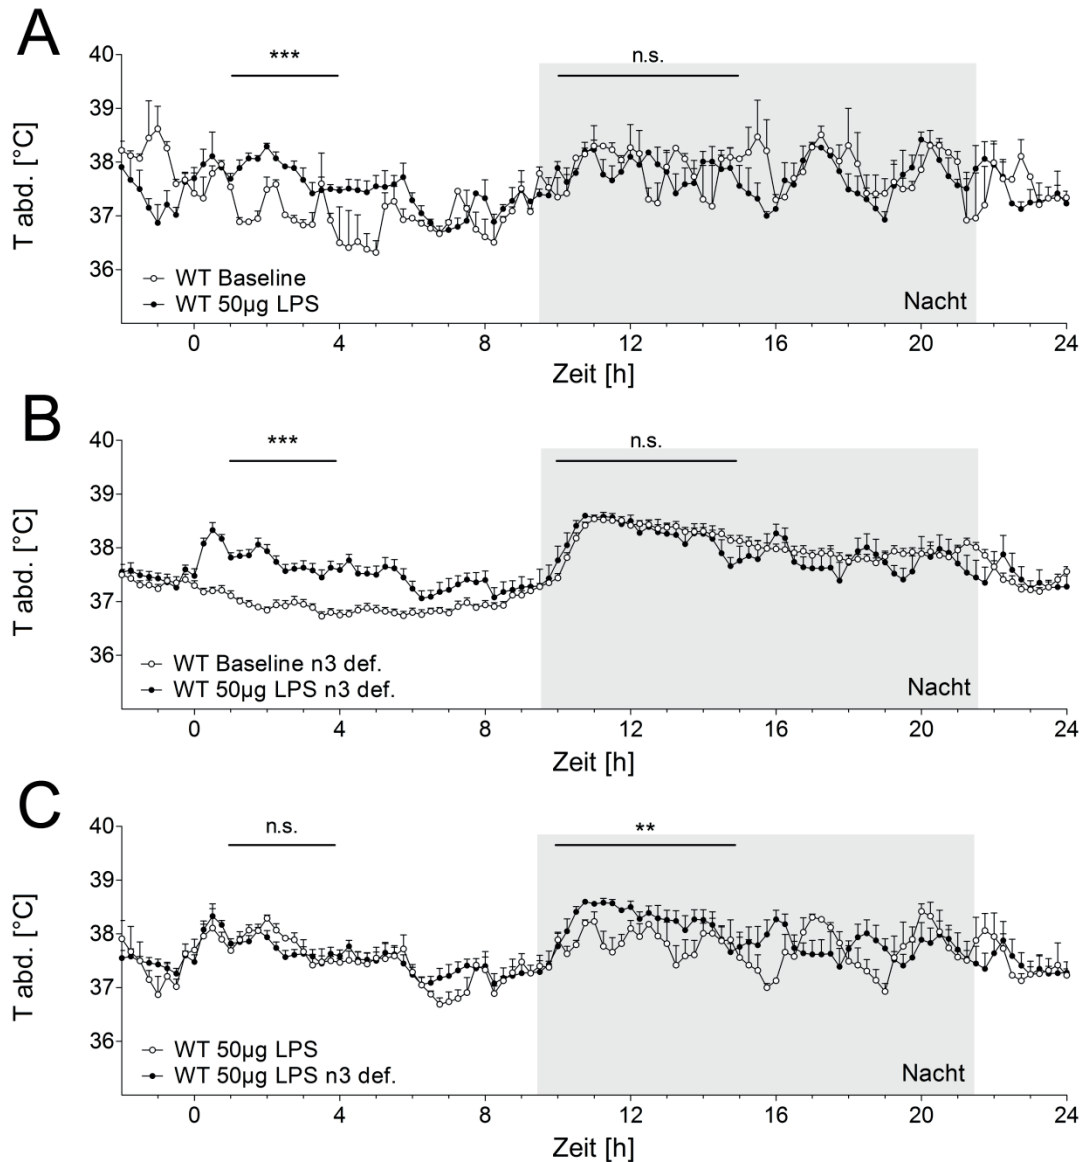 A
***
n.s.
40
39
38
37
36
T abd. [°C]
WT Baseline
WT 50µg LPS
Nacht
0 4 8 12 16 20 24
Zeit [h]
B
***
n.s.
40
39
38
37
36
T abd. [°C]
WT Baseline n3 def.
WT 50µg LPS n3 def.
Nacht
0 4 8 12 16 20 24
Zeit [h]
C
n.s.
**
40
39
38
37
36
T abd. [°C]
WT 50µg LPS
WT 50µg LPS n3 def.
Nacht
0 4 8 12 16 20 24
Zeit [h]